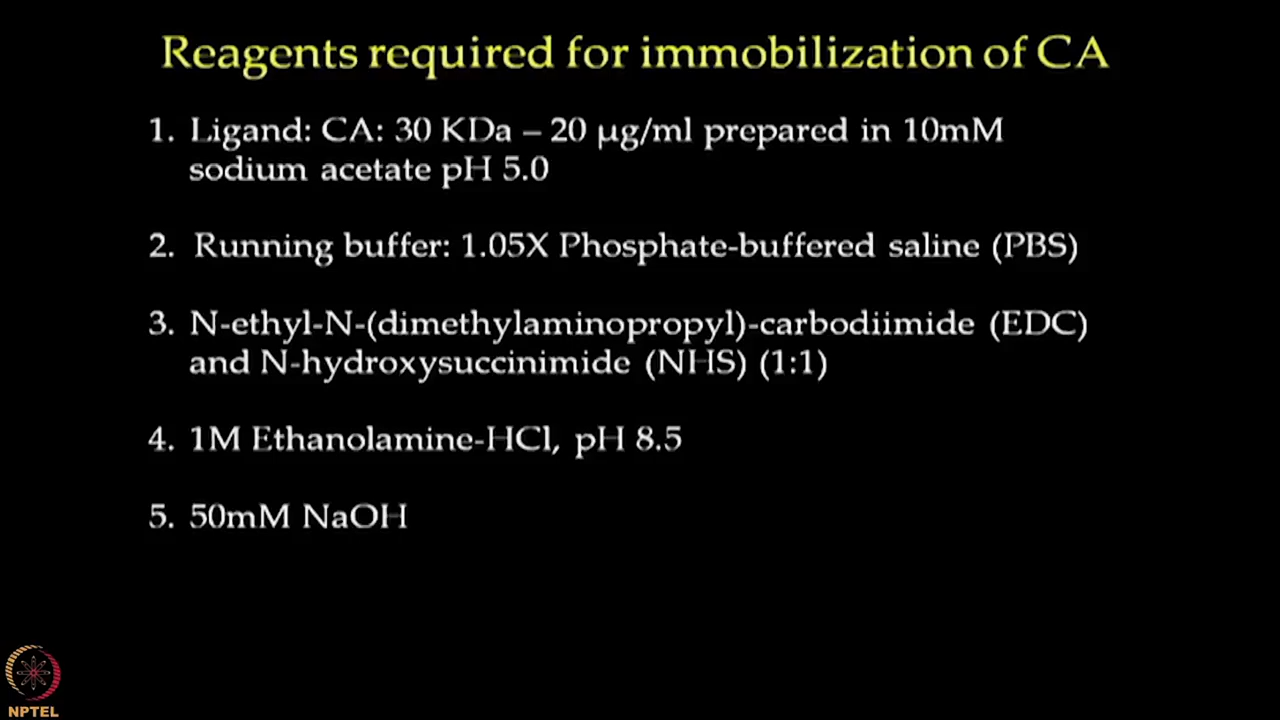 Reagents required for immobilization of CA
1. Ligand: CA: 30 KDa – 20 µg/ml prepared in 10mM
sodium acetate pH 5.0
2. Running buffer: 1.05X Phosphate-buffered saline (PBS)
3. N-ethyl-N-(dimethylaminopropyl)-carbodiimide (EDC)
and N-hydroxysuccinimide (NHS) (1:1)
4. 1M Ethanolamine-HCl, pH 8.5
5. 50mM NaOH
NPTEL